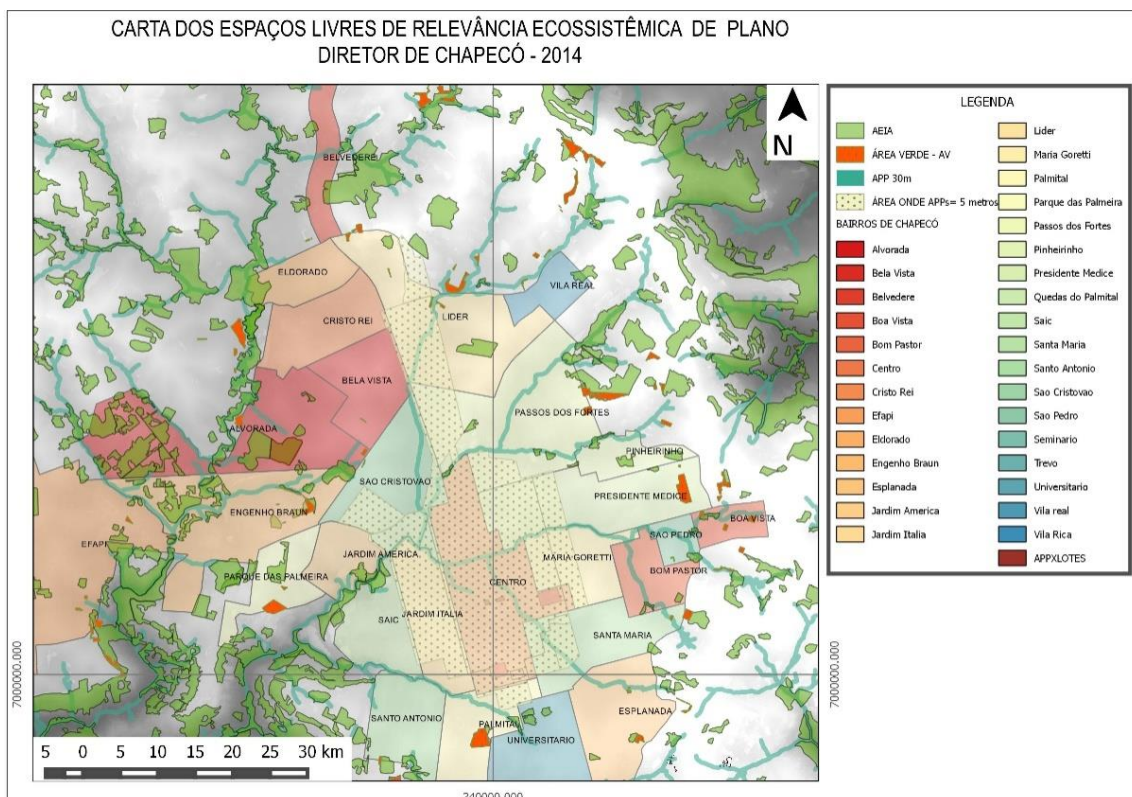 CARTA DOS ESPAÇOS LIVRES DE RELEVÂNCIA ECOSSISTÊMICA DE PLANO
DIRETOR DE CHAPECÓ - 2014
N
BELVEDERE
ELDORADO
VILA REAL
CRISTO REI
LIDER
BELA VISTA
PASSOS DOS FORTES
ALVORADA
PINHEIRINHO
SAO CRISTOVAO
PRESIDENTE MEDICE
ENGENHO BRAUN
BOA VISTA
SAO PEDRO
EFAPI
JARDIM AMERICA
MARIA GORETTI
BOM PASTOR
PARQUE DAS PALMEIRA
CENTRO
JARDIM ITALIA
SAIC
SANTA MARIA
ESPLANADA
SANTO ANTONIO
PALMITAL
UNIVERSITARIO
5 0 5 10 15 20 25 30 km
7000000.000
7000000.000
340000.000
LEGENDA
AEIA
ÁREA VERDE - AV
APP 30m
ÁREA ONDE APPs= 5 metros
BAIRROS DE CHAPECÓ
Alvorada
Bela Vista
Belvedere
Boa Vista
Bom Pastor
Centro
Cristo Rei
Efapi
Eldorado
Engenho Braun
Esplanada
Jardim America
Jardim Italia
Lider
Maria Goretti
Palmital
Parque das Palmeira
Passos dos Fortes
Pinheirinho
Presidente Medice
Quedas do Palmital
Saic
Santa Maria
Santo Antonio
Sao Cristovao
Sao Pedro
Seminario
Trevo
Universitario
Vila real
Vila Rica
APPXLOTES